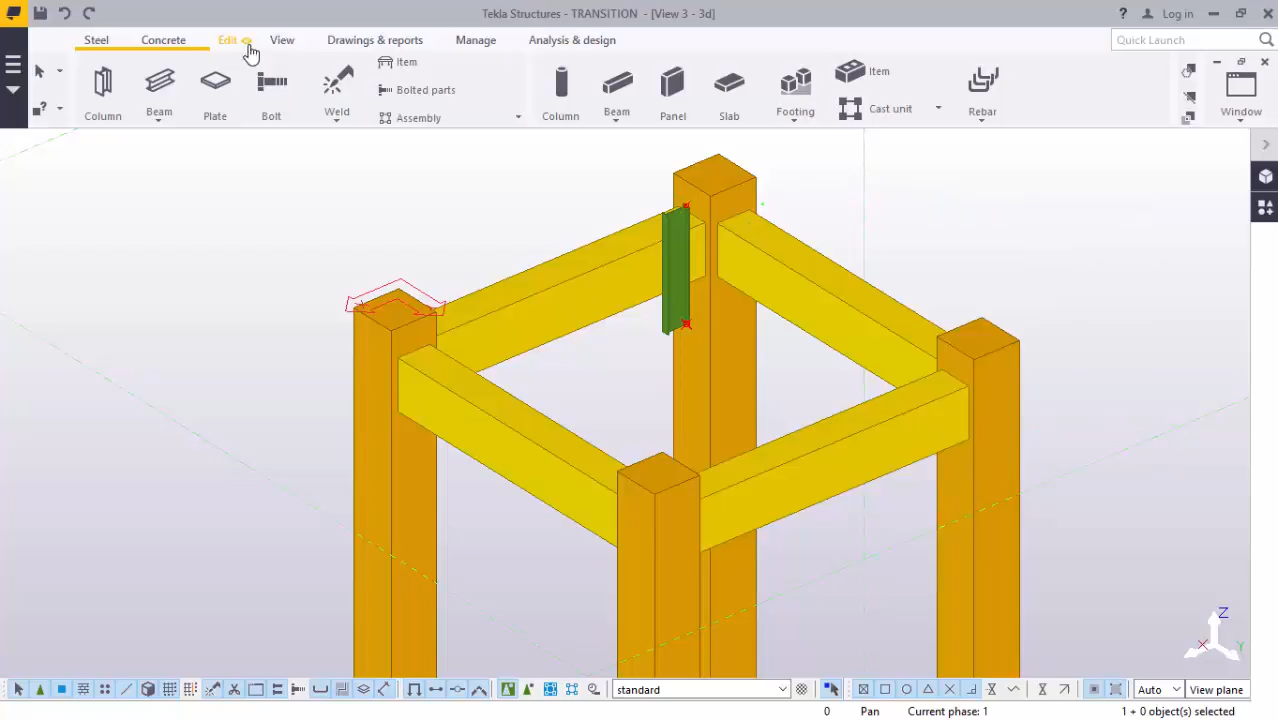 Tekla Structures - TRANSITION - [View 3 - 3d]
? Log in
Steel Concrete Edit View Drawings & reports Manage Analysis & design Quick Launch
Item Item
Bolted parts
Cast unit
Column Beam Plate Bolt Weld Assembly Column Beam Panel Slab Footing Rebar Window
Z
Y
X
standard Auto View plane
0 Pan Current phase: 1 1 + 0 object(s) selected